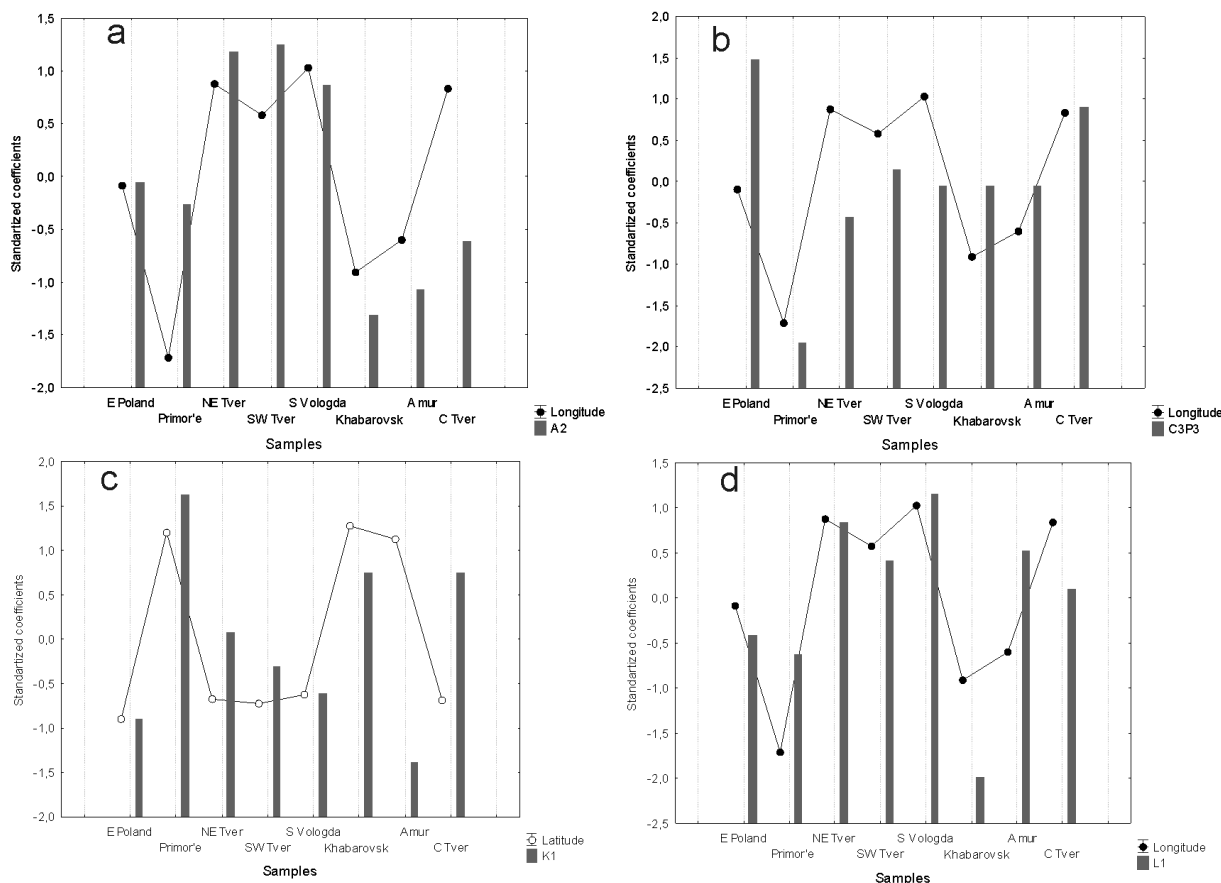 a
Standartized coefficients
1,5
1,0
0,5
0,0
-0,5
-1,0
-1,5
-2,0
E Poland NE Tver S Vologda Amur
Primor'e SW Tver Khabarovsk C Tver
Samples
Longitude
A2
b
Standartized coefficients
2,0
1,5
1,0
0,5
0,0
-0,5
-1,0
-1,5
-2,0
-2,5
E Poland NE Tver S Vologda Amur
Primor'e SW Tver Khabarovsk C Tver
Samples
Longitude
C3P3
c
Standartized coefficients
2,0
1,5
1,0
0,5
0,0
-0,5
-1,0
-1,5
-2,0
E Poland NE Tver S Vologda Amur
Primor'e SW Tver Khabarovsk C Tver
Samples
Latitude
K1
d
Standartized coefficients
1,5
1,0
0,5
0,0
-0,5
-1,0
-1,5
-2,0
-2,5
E Poland NE Tver S Vologda Amur
Primor'e SW Tver Khabarovsk C Tver
Samples
Longitude
L1